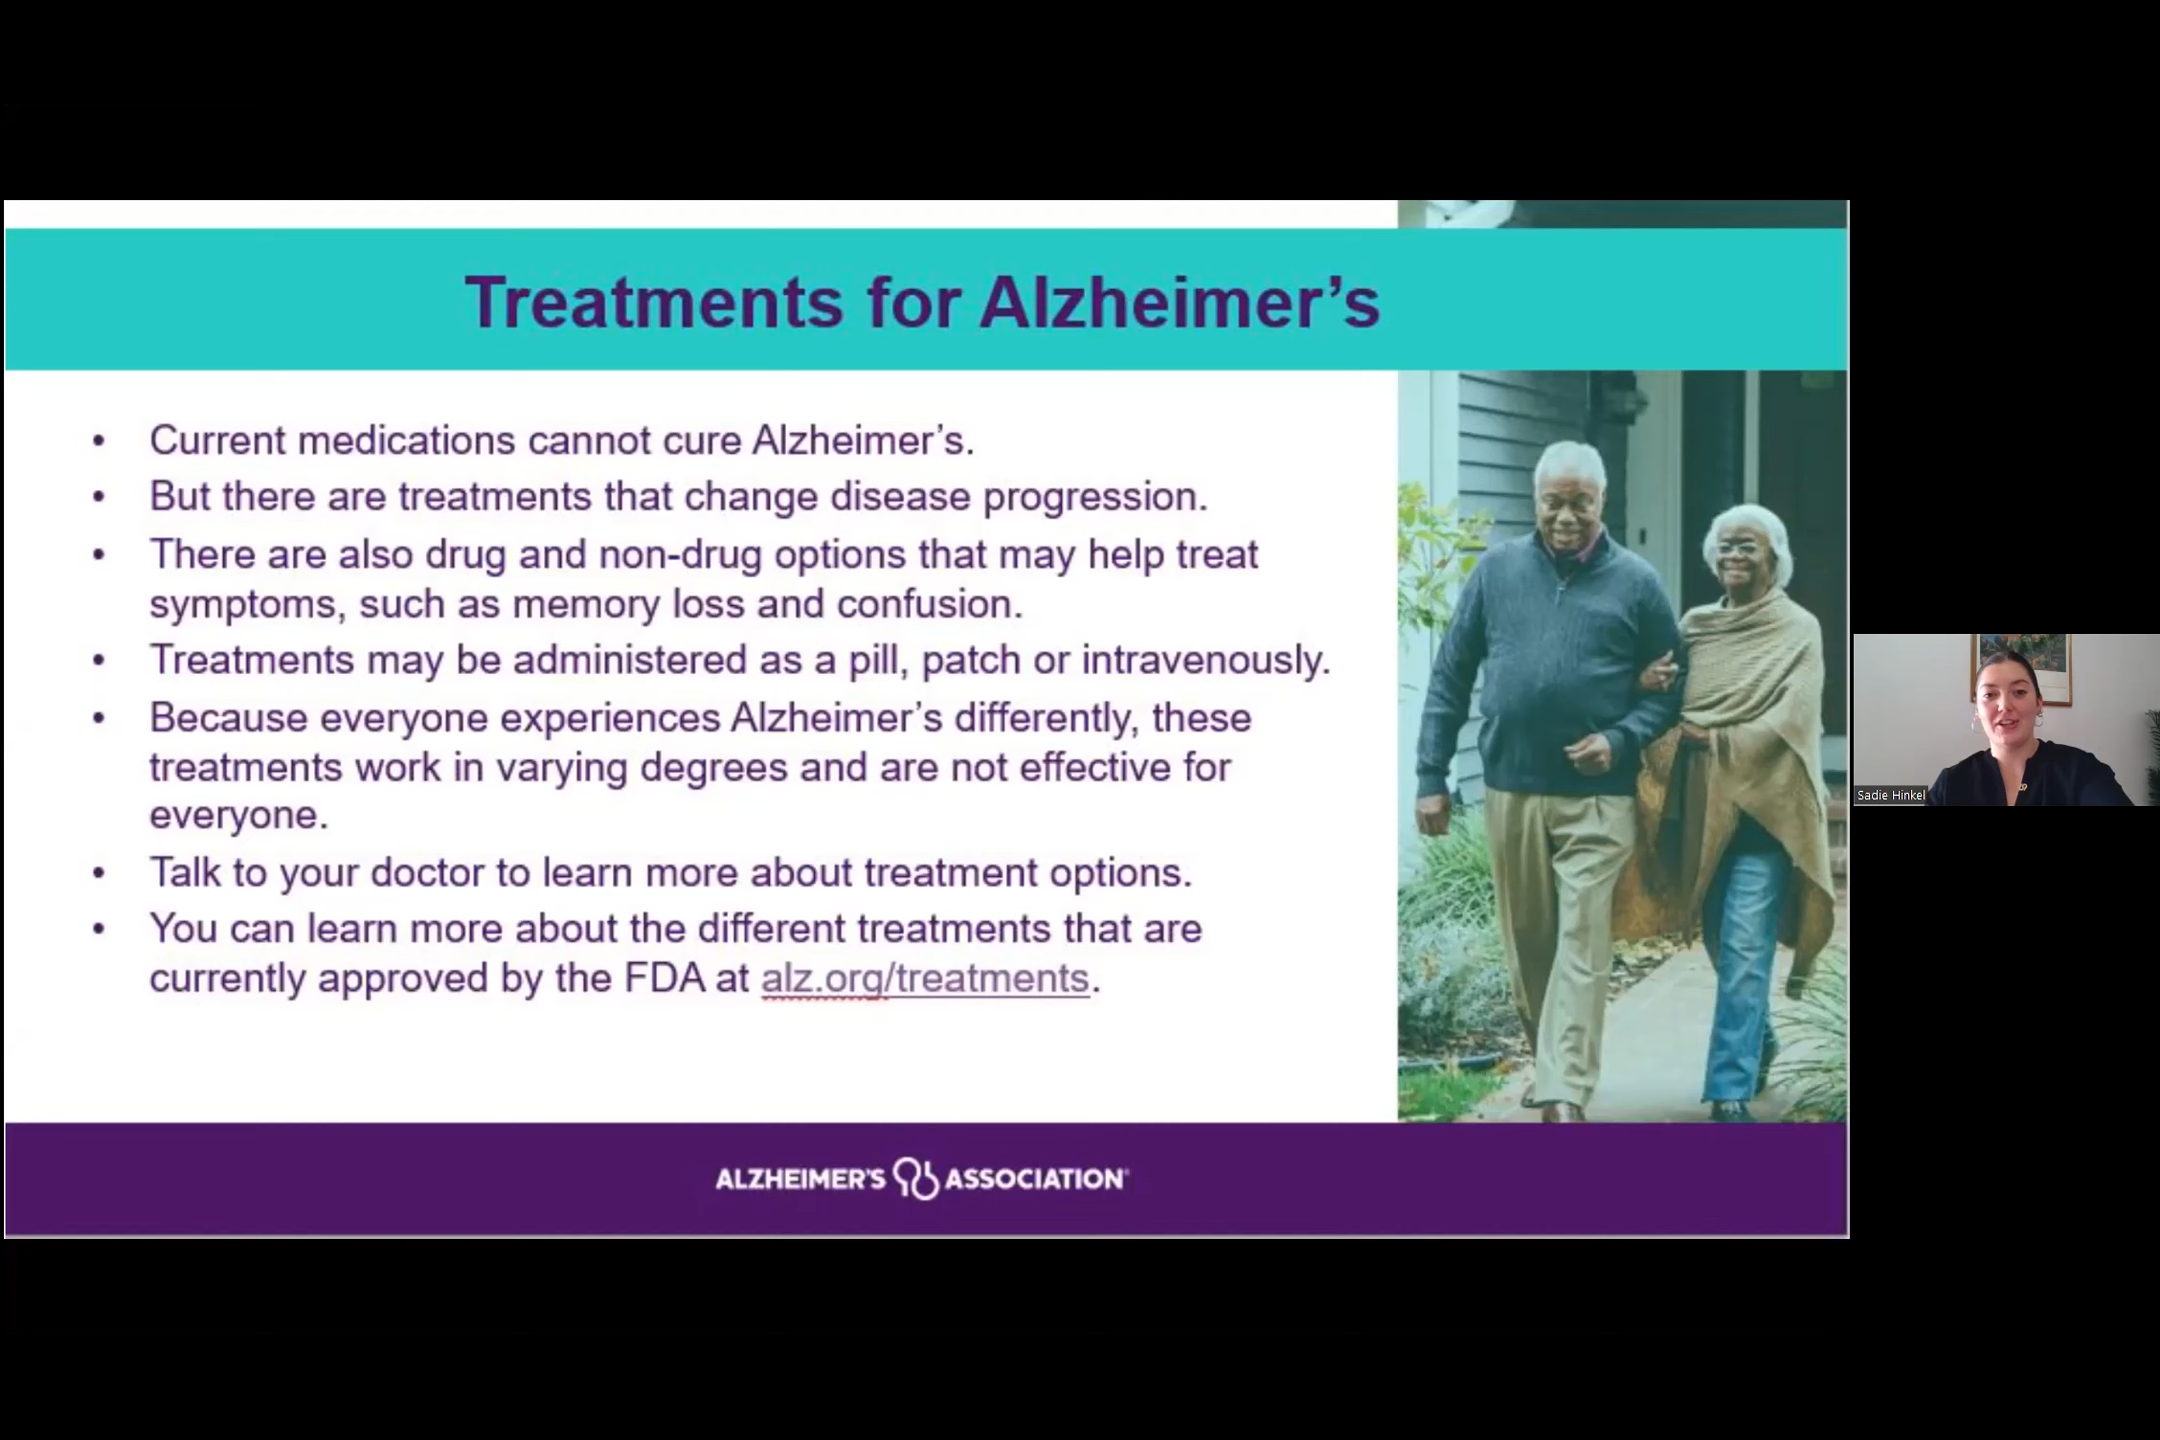 Treatments for Alzheimer’s
• Current medications cannot cure Alzheimer’s.
• But there are treatments that change disease progression.
• There are also drug and non-drug options that may help treat
symptoms, such as memory loss and confusion.
• Treatments may be administered as a pill, patch or intravenously.
• Because everyone experiences Alzheimer’s differently, these
treatments work in varying degrees and are not effective for
everyone.
• Talk to your doctor to learn more about treatment options.
• You can learn more about the different treatments that are
currently approved by the FDA at alz.org/treatments.
ALZHEIMER’S ASSOCIATION®
Sadie Hinkel